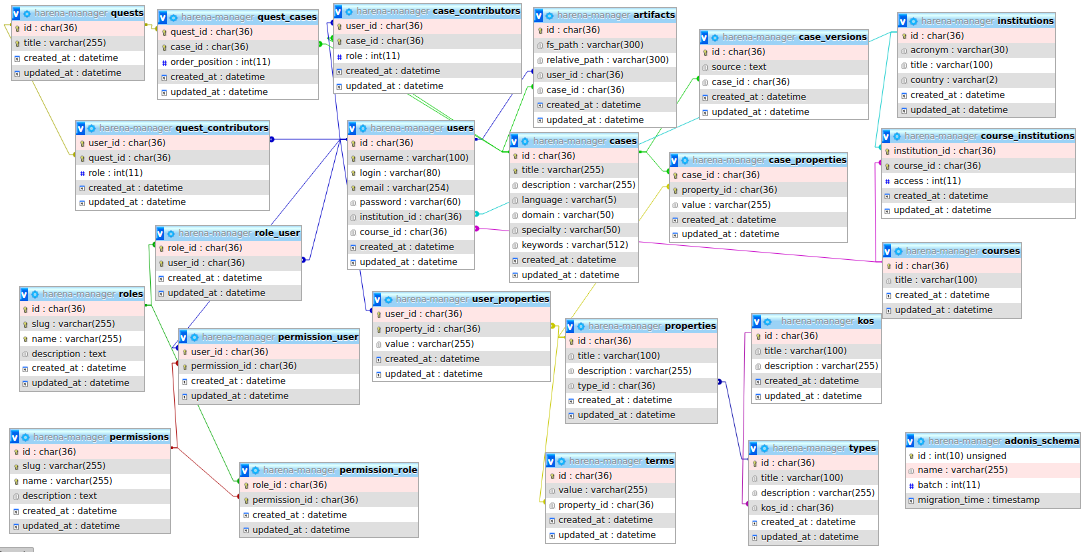 harena-manager quests
id : char(36)
title : varchar(255)
created_at : datetime
updated_at : datetime
harena-manager quest_cases
quest_id : char(36)
case_id : char(36)
order_position : int(11)
created_at : datetime
updated_at : datetime
harena-manager case_contributors
user_id : char(36)
case_id : char(36)
role : int(11)
created_at : datetime
updated_at : datetime
harena-manager artifacts
id : char(36)
fs_path : varchar(300)
relative_path : varchar(300)
user_id : char(36)
case_id : char(36)
created_at : datetime
updated_at : datetime
harena-manager case_versions
id : char(36)
source : text
case_id : char(36)
created_at : datetime
updated_at : datetime
harena-manager institutions
id : char(36)
acronym : varchar(30)
title : varchar(100)
country : varchar(2)
created_at : datetime
updated_at : datetime
harena-manager quest_contributors
user_id : char(36)
quest_id : char(36)
role : int(11)
created_at : datetime
updated_at : datetime
harena-manager users
id : char(36)
username : varchar(100)
login : varchar(80)
email : varchar(254)
password : varchar(60)
institution_id : char(36)
course_id : char(36)
created_at : datetime
updated_at : datetime
harena-manager cases
id : char(36)
title : varchar(255)
description : varchar(255)
language : varchar(5)
domain : varchar(50)
specialty : varchar(50)
keywords : varchar(512)
created_at : datetime
updated_at : datetime
harena-manager case_properties
case_id : char(36)
property_id : char(36)
value : varchar(255)
created_at : datetime
updated_at : datetime
harena-manager course_institutions
institution_id : char(36)
course_id : char(36)
access : int(11)
created_at : datetime
updated_at : datetime
harena-manager role_user
role_id : char(36)
user_id : char(36)
created_at : datetime
updated_at : datetime
harena-manager courses
id : char(36)
title : varchar(100)
created_at : datetime
updated_at : datetime
harena-manager roles
id : char(36)
slug : varchar(255)
name : varchar(255)
description : text
created_at : datetime
updated_at : datetime
harena-manager permission_user
user_id : char(36)
permission_id : char(36)
created_at : datetime
updated_at : datetime
harena-manager user_properties
user_id : char(36)
property_id : char(36)
value : varchar(255)
created_at : datetime
updated_at : datetime
harena-manager properties
id : char(36)
title : varchar(100)
description : varchar(255)
type_id : char(36)
created_at : datetime
updated_at : datetime
harena-manager kos
id : char(36)
title : varchar(100)
description : varchar(255)
created_at : datetime
updated_at : datetime
harena-manager permissions
id : char(36)
slug : varchar(255)
name : varchar(255)
description : text
created_at : datetime
updated_at : datetime
harena-manager permission_role
role_id : char(36)
permission_id : char(36)
created_at : datetime
updated_at : datetime
harena-manager terms
id : char(36)
value : varchar(255)
property_id : char(36)
created_at : datetime
updated_at : datetime
harena-manager types
id : char(36)
title : varchar(100)
description : varchar(255)
kos_id : char(36)
created_at : datetime
updated_at : datetime
harena-manager adonis_schema
id : int(10) unsigned
name : varchar(255)
batch : int(11)
migration_time : timestamp